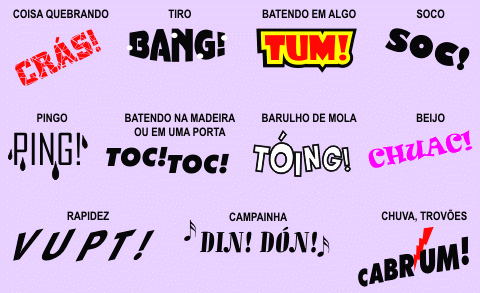 COISA QUEBRANDO
TIRO
BATENDO EM ALGO
SOCO
CRÁS!
BANG!
TUM!
SOC!
PINGO
BATENDO NA MADEIRA
OU EM UMA PORTA
BARULHO DE MOLA
BEIJO
PING!
TOC! TOC!
TÓING!
CHUAC!
RAPIDEZ
CAMPAINHA
CHUVA, TROVÕES
VUPT!
DIN! DÓN!
CABRUM!